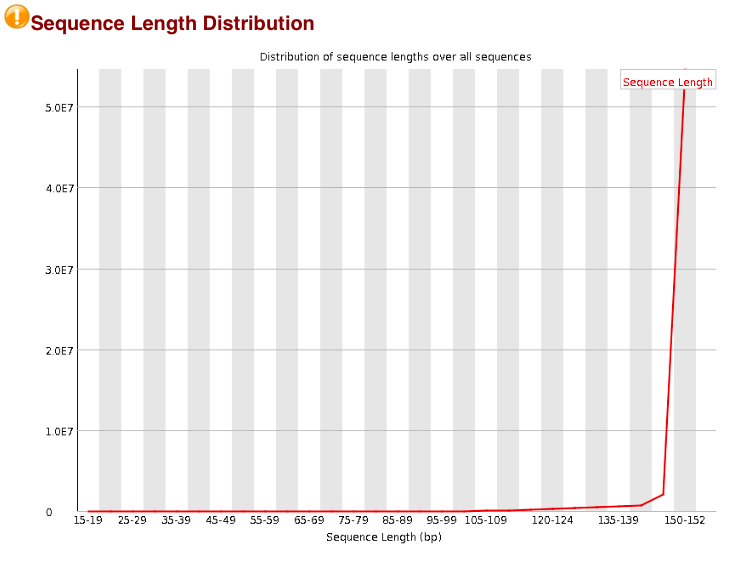 Sequence Length Distribution
Distribution of sequence lengths over all sequences
Sequence Length
5.0E7
4.0E7
3.0E7
2.0E7
1.0E7
0
15-19 25-29 35-39 45-49 55-59 65-69 75-79 85-89 95-99 105-109 120-124 135-139 150-152
Sequence Length (bp)